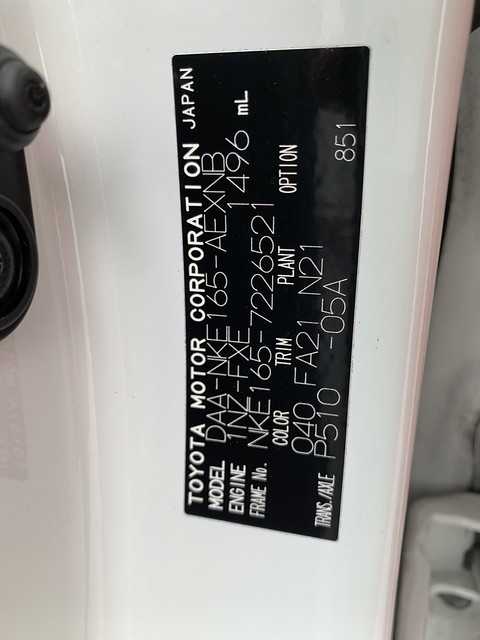 TOYOTA MOTOR CORPORATION JAPAN
MODEL DAA-NKE165-AEXNB
ENGINE 1NZ-FXE 1496 mL
FRAME No. NKE165-7226521
COLOR TRIM PLANT OPTION
040 FA21 N21
TRANS./AXLE P510 -05A 851